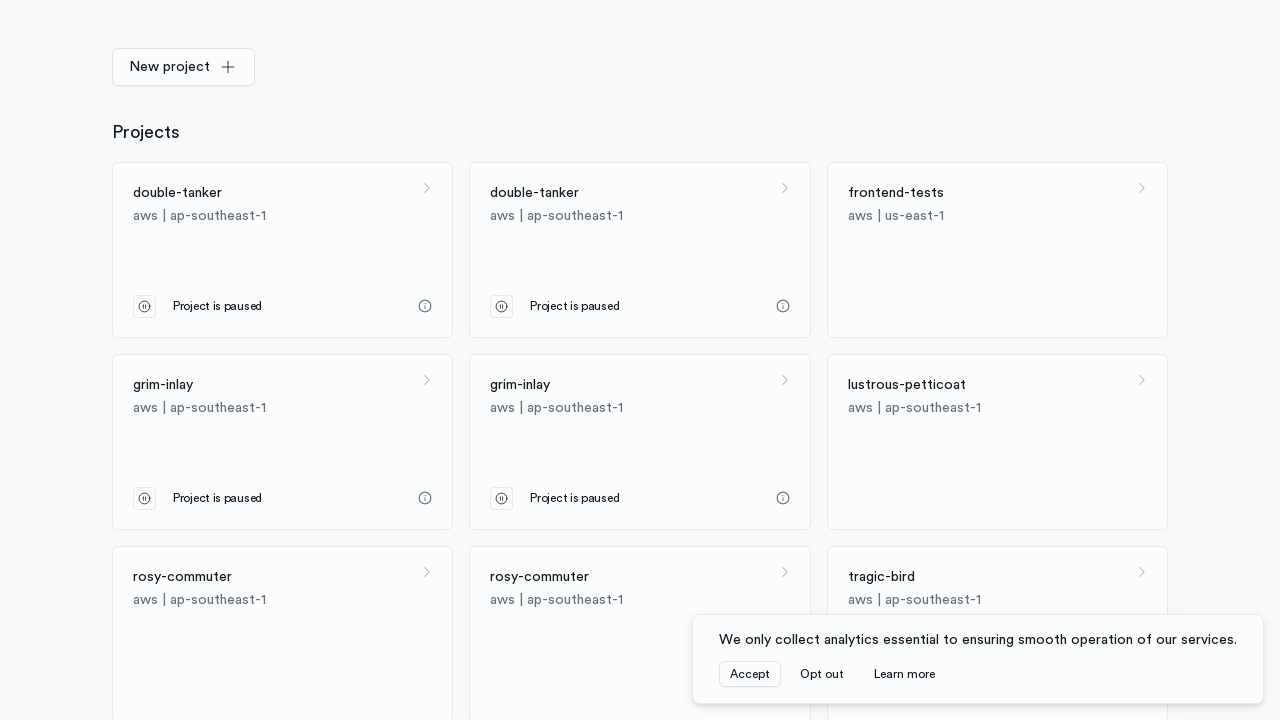 New project
Projects
double-tanker
aws | ap-southeast-1
Project is paused
double-tanker
aws | ap-southeast-1
Project is paused
frontend-tests
aws | us-east-1
grim-inlay
aws | ap-southeast-1
Project is paused
grim-inlay
aws | ap-southeast-1
Project is paused
lustrous-petticoat
aws | ap-southeast-1
rosy-commuter
aws | ap-southeast-1
rosy-commuter
aws | ap-southeast-1
tragic-bird
aws | ap-southeast-1
We only collect analytics essential to ensuring smooth operation of our services.
Accept
Opt out
Learn more